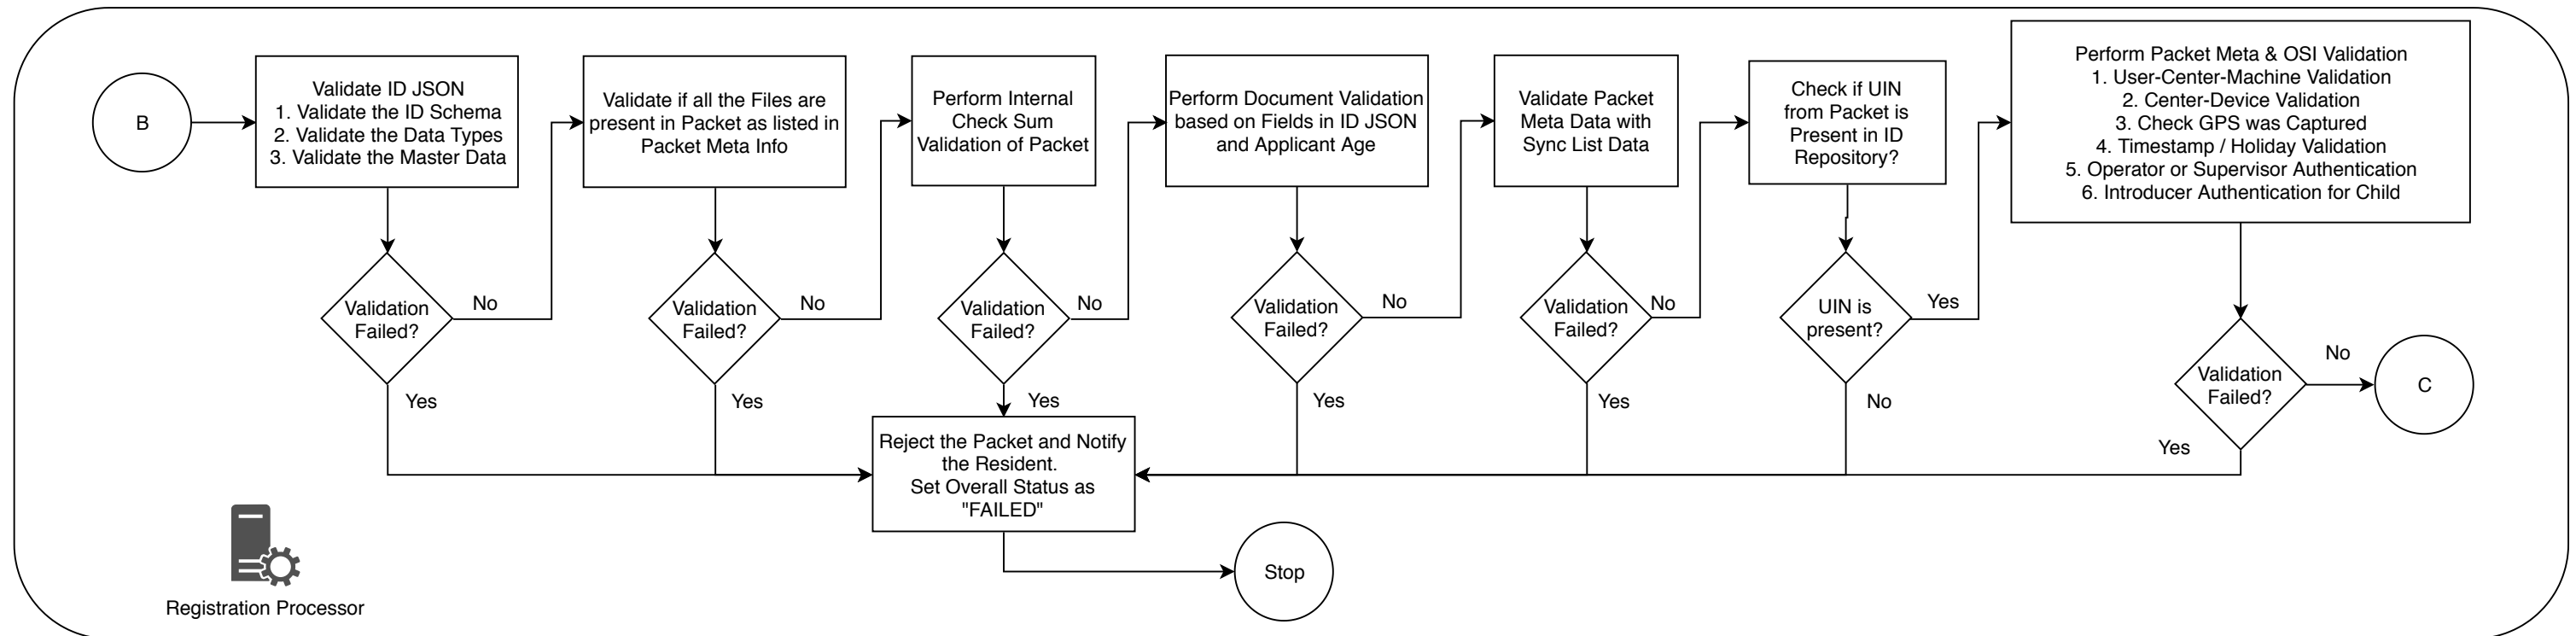 B
Validate ID JSON
1. Validate the ID Schema
2. Validate the Data Types
3. Validate the Master Data
Validate if all the Files are
present in Packet as listed in
Packet Meta Info
Perform Internal
Check Sum
Validation of Packet
Perform Document Validation
based on Fields in ID JSON
and Applicant Age
Validate Packet
Meta Data with
Sync List Data
Check if UIN
from Packet is
Present in ID
Repository?
Perform Packet Meta & OSI Validation
1. User-Center-Machine Validation
2. Center-Device Validation
3. Check GPS was Captured
4. Timestamp / Holiday Validation
5. Operator or Supervisor Authentication
6. Introducer Authentication for Child
Validation
Failed?
No
Yes
Validation
Failed?
No
Yes
Validation
Failed?
No
Yes
Validation
Failed?
No
Yes
Validation
Failed?
No
Yes
UIN is
present?
Yes
No
Validation
Failed?
No
Yes
C
Reject the Packet and Notify
the Resident.
Set Overall Status as
"FAILED"
Stop
Registration Processor